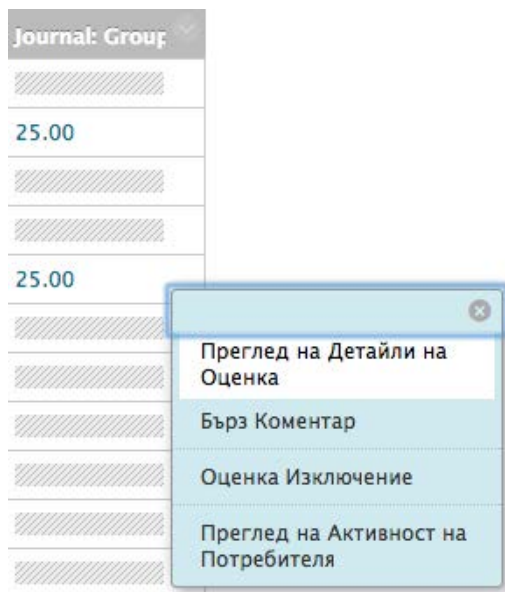 Journal: Group
25.00
25.00
Преглед на Детайли на
Оценка
Бърз Коментар
Оценка Изключение
Преглед на Активност на
Потребителя